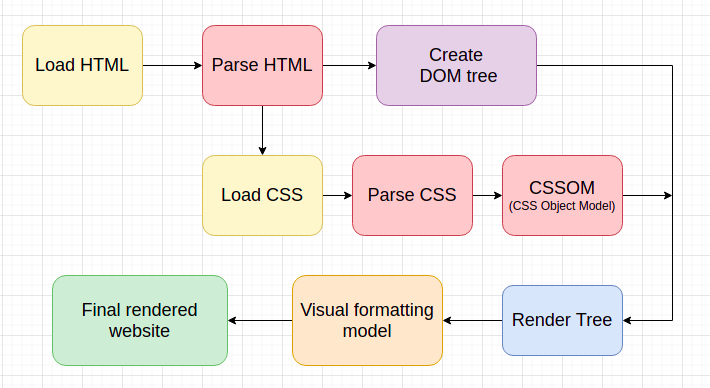 Load HTML
Parse HTML
Create
DOM tree
Load CSS
Parse CSS
CSSOM
(CSS Object Model)
Final rendered
website
Visual formatting
model
Render Tree